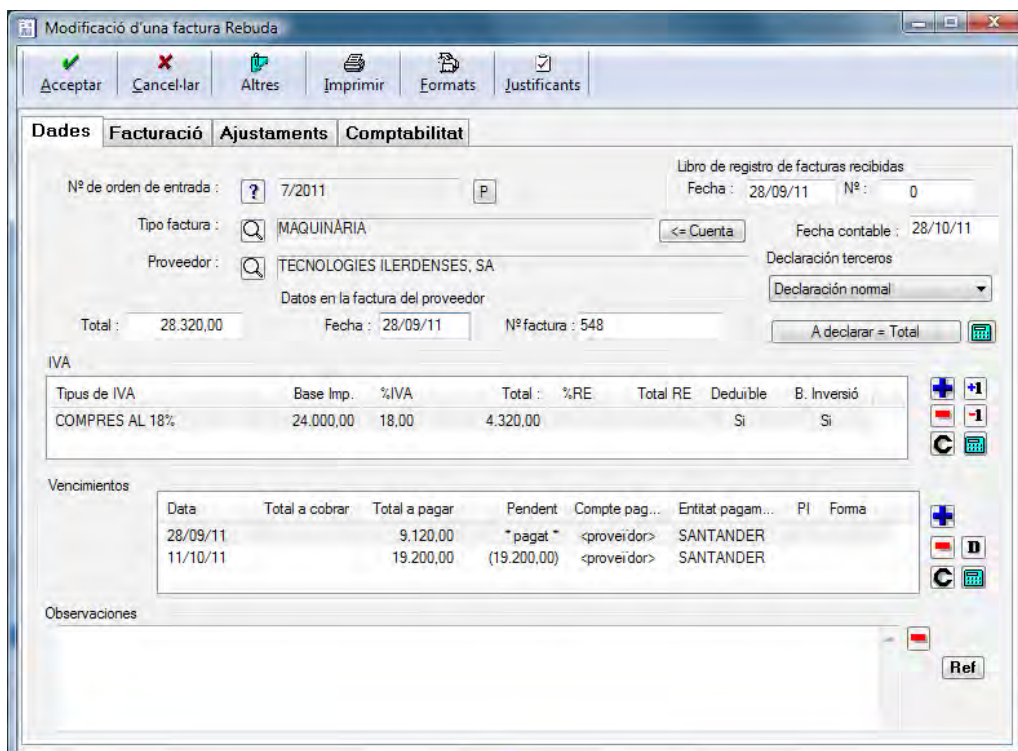 Modificació d'una factura Rebuda
Acceptar Cancel·lar Altres Imprimir Formats Justificants
Dades Facturació Ajustaments Comptabilitat
Libro de registro de facturas recibidas
Nº de orden de entrada : ? 7/2011 P Fecha : 28/09/11 Nº : 0
Tipo factura : MAQUINÀRIA <= Cuenta Fecha contable : 28/10/11
Proveedor : TECNOLOGIES ILERDENSES, SA Declaración terceros
Datos en la factura del proveedor Declaración normal
Total : 28.320,00 Fecha : 28/09/11 Nº factura : 548 A declarar = Total
IVA
Tipus de IVA Base Imp. %IVA Total : %RE Total RE Deduïble B. Inversió +1
COMPRES AL 18% 24.000,00 18,00 4.320,00 Si Si -1
C
Vencimientos
Data Total a cobrar Total a pagar Pendent Compte pag... Entitat pagam... PI Forma
28/09/11 9.120,00 * pagat * <proveïdor> SANTANDER
11/10/11 19.200,00 (19.200,00) <proveïdor> SANTANDER D
C
Observaciones
Ref